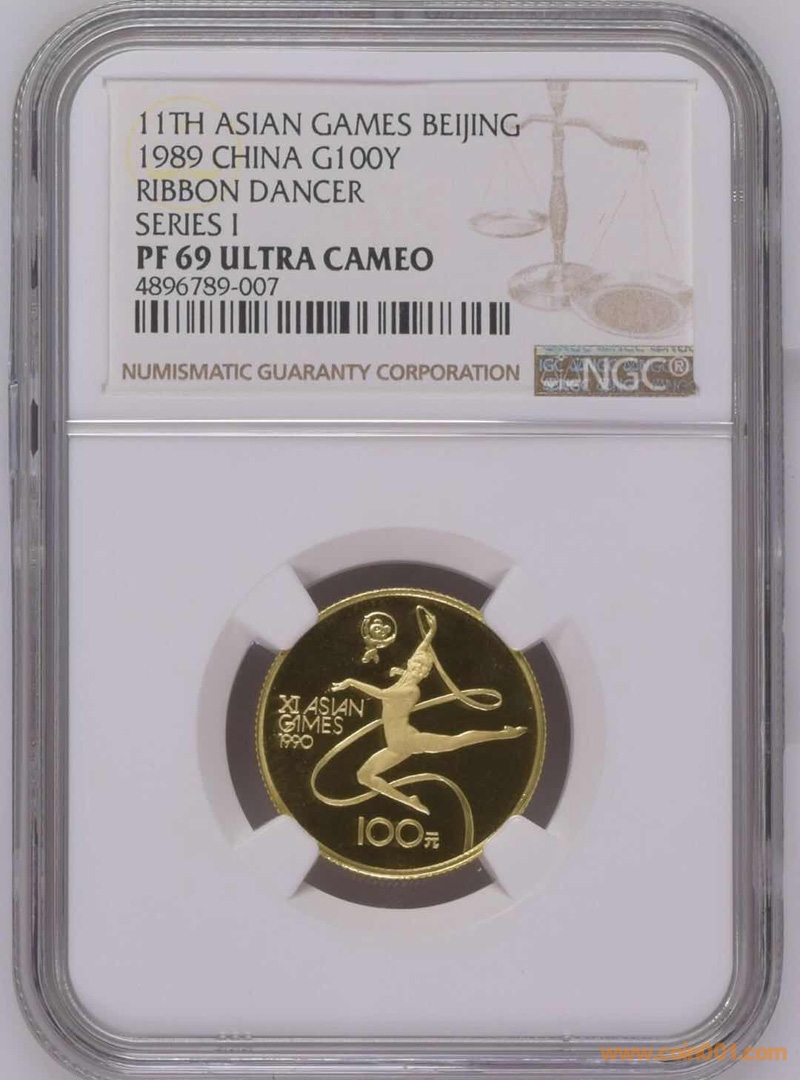 11TH ASIAN GAMES BEIJING
1989 CHINA G100Y
RIBBON DANCER
SERIES I
PF 69 ULTRA CAMEO
4896789-007
NUMISMATIC GUARANTY CORPORATION
NGC®
XI ASIAN
GAMES
1990
100元
www.coin001.com